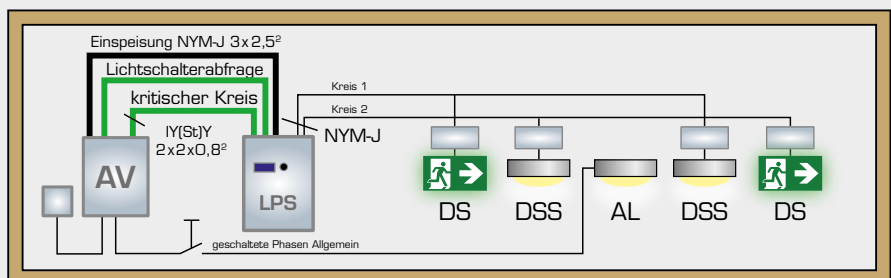 Einspeisung NYM-J 3x2,5²
Lichtschalterabfrage
kritischer Kreis
IY(St)Y
2x2x0,8²
NYM-J
Kreis 1
Kreis 2
AV
LPS
DS
DSS
AL
DSS
DS
geschaltete Phasen Allgemein